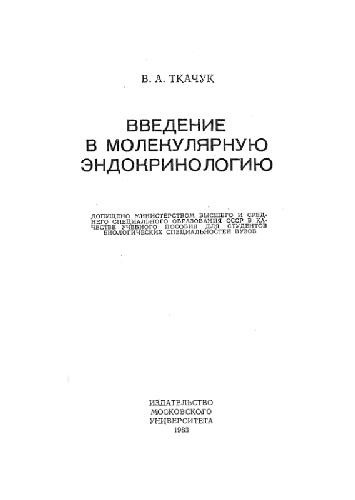 В. А. ТКАЧУК
ВВЕДЕНИЕ
В МОЛЕКУЛЯРНУЮ
ЭНДОКРИНОЛОГИЮ
ДОПУЩЕНО МИНИСТЕРСТВОМ ВЫСШЕГО И СРЕД-
НЕГО СПЕЦИАЛЬНОГО ОБРАЗОВАНИЯ СССР В КА-
ЧЕСТВЕ УЧЕБНОГО ПОСОБИЯ ДЛЯ СТУДЕНТОВ
БИОЛОГИЧЕСКИХ СПЕЦИАЛЬНОСТЕЙ ВУЗОВ
ИЗДАТЕЛЬСТВО
МОСКОВСКОГО
УНИВЕРСИТЕТА
1983